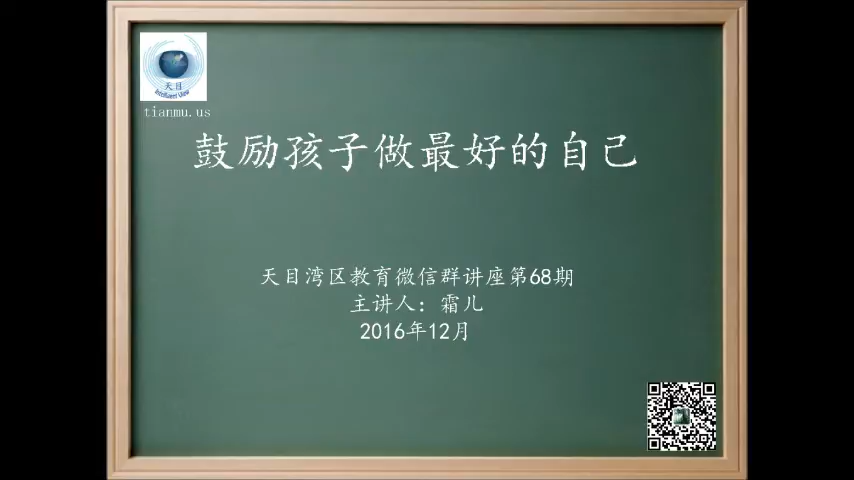 天目
Intelligent View
tianmu.us
鼓励孩子做最好的自己
天目湾区教育微信群讲座第68期
主讲人：霜儿
2016年12月